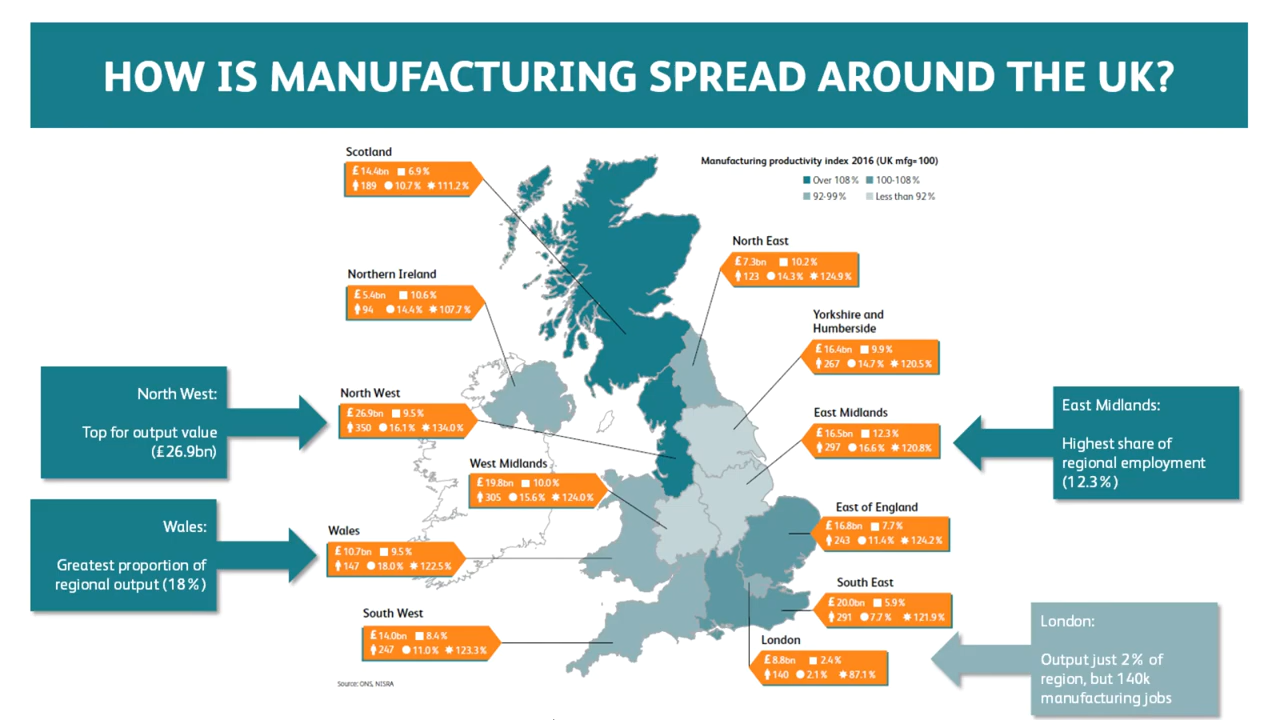 HOW IS MANUFACTURING SPREAD AROUND THE UK?
Manufacturing productivity index 2016 (UK mfg=100)
Over 108%
100-108%
92-99%
Less than 92%
Scotland
£14.4bn 6.9%
189 10.7% 111.2%
North East
£7.3bn 10.2%
123 14.3% 124.9%
Northern Ireland
£5.4bn 10.6%
94 14.4% 107.7%
Yorkshire and
Humberside
£16.4bn 9.9%
267 14.7% 120.5%
North West:
Top for output value
(£26.9bn)
North West
£26.9bn 9.5%
350 16.1% 134.0%
East Midlands
£16.5bn 12.3%
297 16.6% 120.8%
East Midlands:
Highest share of
regional employment
(12.3%)
West Midlands
£19.8bn 10.0%
305 15.6% 124.0%
Wales:
Greatest proportion of
regional output (18%)
Wales
£10.7bn 9.5%
147 18.0% 122.5%
East of England
£16.8bn 7.7%
243 11.4% 124.2%
South East
£20.0bn 5.9%
291 7.7% 121.9%
South West
£14.0bn 8.4%
247 11.0% 123.3%
London
£8.8bn 2.4%
140 2.1% 87.1%
London:
Output just 2% of
region, but 140k
manufacturing jobs
Source: ONS, NISRA